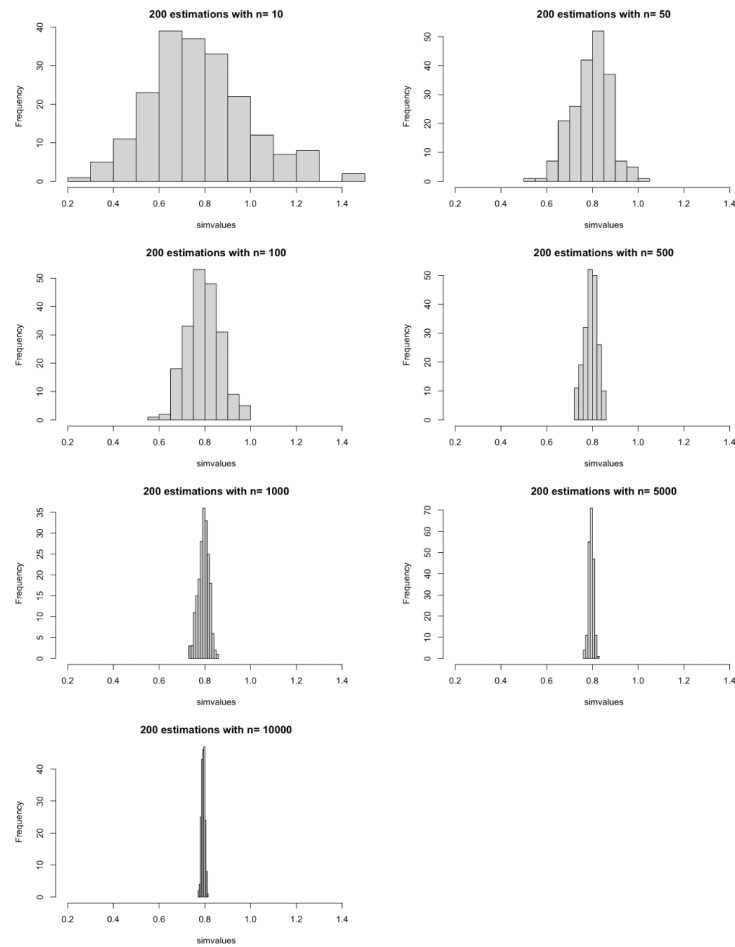 200 estimations with n= 10
Frequency
0 10 20 30 40
0.2 0.4 0.6 0.8 1.0 1.2 1.4
simvalues
200 estimations with n= 50
Frequency
0 10 20 30 40 50
0.2 0.4 0.6 0.8 1.0 1.2 1.4
simvalues
200 estimations with n= 100
Frequency
0 10 20 30 40 50
0.2 0.4 0.6 0.8 1.0 1.2 1.4
simvalues
200 estimations with n= 500
Frequency
0 10 20 30 40 50
0.2 0.4 0.6 0.8 1.0 1.2 1.4
simvalues
200 estimations with n= 1000
Frequency
0 5 10 15 20 25 30 35
0.2 0.4 0.6 0.8 1.0 1.2 1.4
simvalues
200 estimations with n= 5000
Frequency
0 10 20 30 40 50 60 70
0.2 0.4 0.6 0.8 1.0 1.2 1.4
simvalues
200 estimations with n= 10000
Frequency
0 10 20 30 40
0.2 0.4 0.6 0.8 1.0 1.2 1.4
simvalues